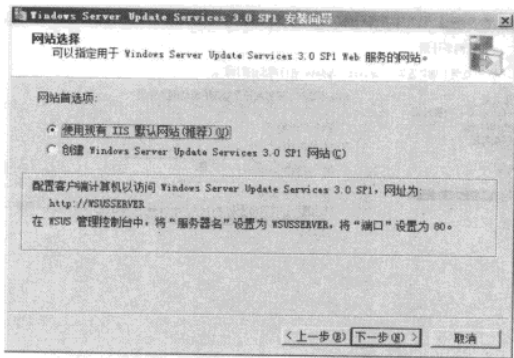 Windows Server Update Services 3.0 SP1 安装向导
网站选择
可以指定用于 Windows Server Update Services 3.0 SP1 Web 服务的网站。
网站首选项:
使用现有 IIS 默认网站(推荐)(U)
创建 Windows Server Update Services 3.0 SP1 网站(C)
配置客户端计算机以访问 Windows Server Update Services 3.0 SP1, 网址为
http://WSUSSERVER
在 WSUS 管理控制台中，将“服务器名”设置为 WSUSSERVER，将“端口”设置为 80。
<上一步(B) 下一步(N) > 取消